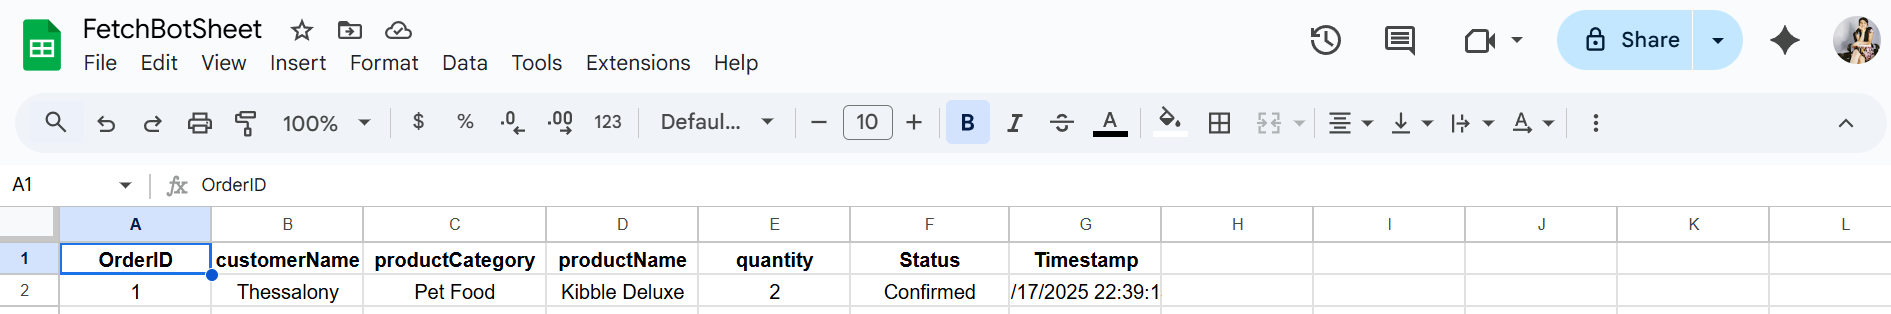 FetchBotSheet
File Edit View Insert Format Data Tools Extensions Help
Share
100% $ % .0 .00 123 Defaul... 10 B I S A A
A1 fx OrderID
A B C D E F G H I J K L
1 OrderID customerName productCategory productName quantity Status Timestamp
2 1 Thessalony Pet Food Kibble Deluxe 2 Confirmed /17/2025 22:39:1